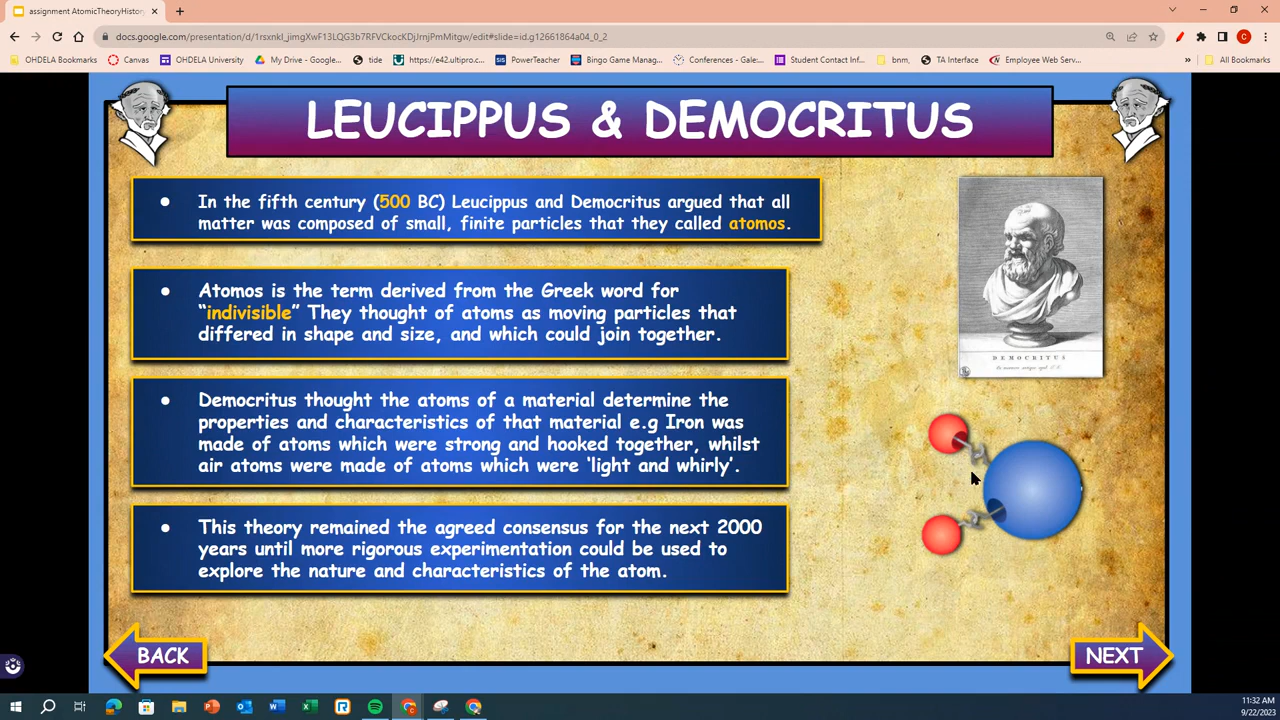 assignment AtomicTheoryHistory
docs.google.com/presentation/d/1rsxnkI_jimgXwF13LQG3b7RFVCkocKDjJrnjPmMitgw/edit#slide=id.g12661864a04_0_2
OHDELA Bookmarks
Canvas
OHDELA University
My Drive - Google...
tide
https://e42.ultipro.c...
PowerTeacher
Bingo Game Manag...
Conferences - Gale:...
Student Contact Inf...
bnm,
TA Interface
Employee Web Serv...
All Bookmarks
LEUCIPPUS & DEMOCRITUS
• In the fifth century (500 BC) Leucippus and Democritus argued that all
matter was composed of small, finite particles that they called atomos.
• Atomos is the term derived from the Greek word for
“indivisible” They thought of atoms as moving particles that
differed in shape and size, and which could join together.
• Democritus thought the atoms of a material determine the
properties and characteristics of that material e.g Iron was
made of atoms which were strong and hooked together, whilst
air atoms were made of atoms which were ‘light and whirly’.
• This theory remained the agreed consensus for the next 2000
years until more rigorous experimentation could be used to
explore the nature and characteristics of the atom.
DEMOCRITUS
BACK
NEXT
11:32 AM
9/22/2023